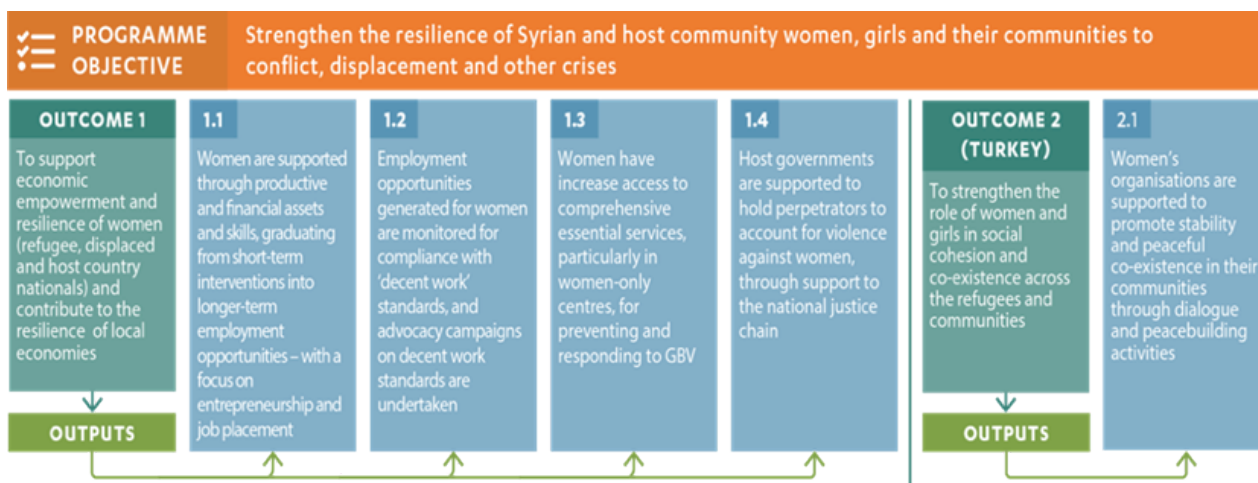 PROGRAMME
OBJECTIVE
Strengthen the resilience of Syrian and host community women, girls and their communities to
conflict, displacement and other crises
OUTCOME 1
To support
economic
empowerment and
resilience of women
(refugee, displaced
and host country
nationals) and
contribute to the
resilience of local
economies
OUTPUTS
1.1
Women are supported
through productive
and financial assets
and skills, graduating
from short-term
interventions into
longer-term
employment
opportunities – with a
focus on
entrepreneurship and
job placement
1.2
Employment
opportunities
generated for women
are monitored for
compliance with
‘decent work’
standards, and
advocacy campaigns
on decent work
standards are
undertaken
1.3
Women have
increase access to
comprehensive
essential services,
particularly in
women-only
centres, for
preventing and
responding to GBV
1.4
Host governments
are supported to
hold perpetrators to
account for violence
against women,
through support to
the national justice
chain
OUTCOME 2
(TURKEY)
To strengthen the
role of women and
girls in social
cohesion and
co-existence across
the refugees and
communities
OUTPUTS
2.1
Women’s
organisations are
supported to
promote stability
and peaceful
co-existence in their
communities
through dialogue
and peacebuilding
activities